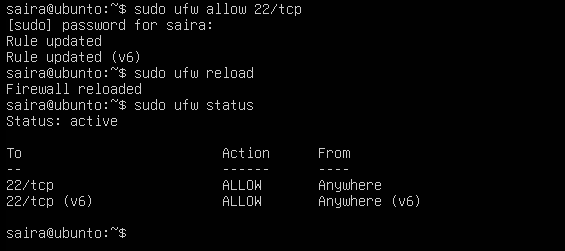 saira@ubunto:~$ sudo ufw allow 22/tcp
[sudo] password for saira:
Rule updated
Rule updated (v6)
saira@ubunto:~$ sudo ufw reload
Firewall reloaded
saira@ubunto:~$ sudo ufw status
Status: active
To                         Action      From
--                         ------      ----
22/tcp                     ALLOW       Anywhere
22/tcp (v6)                ALLOW       Anywhere (v6)
saira@ubunto:~$